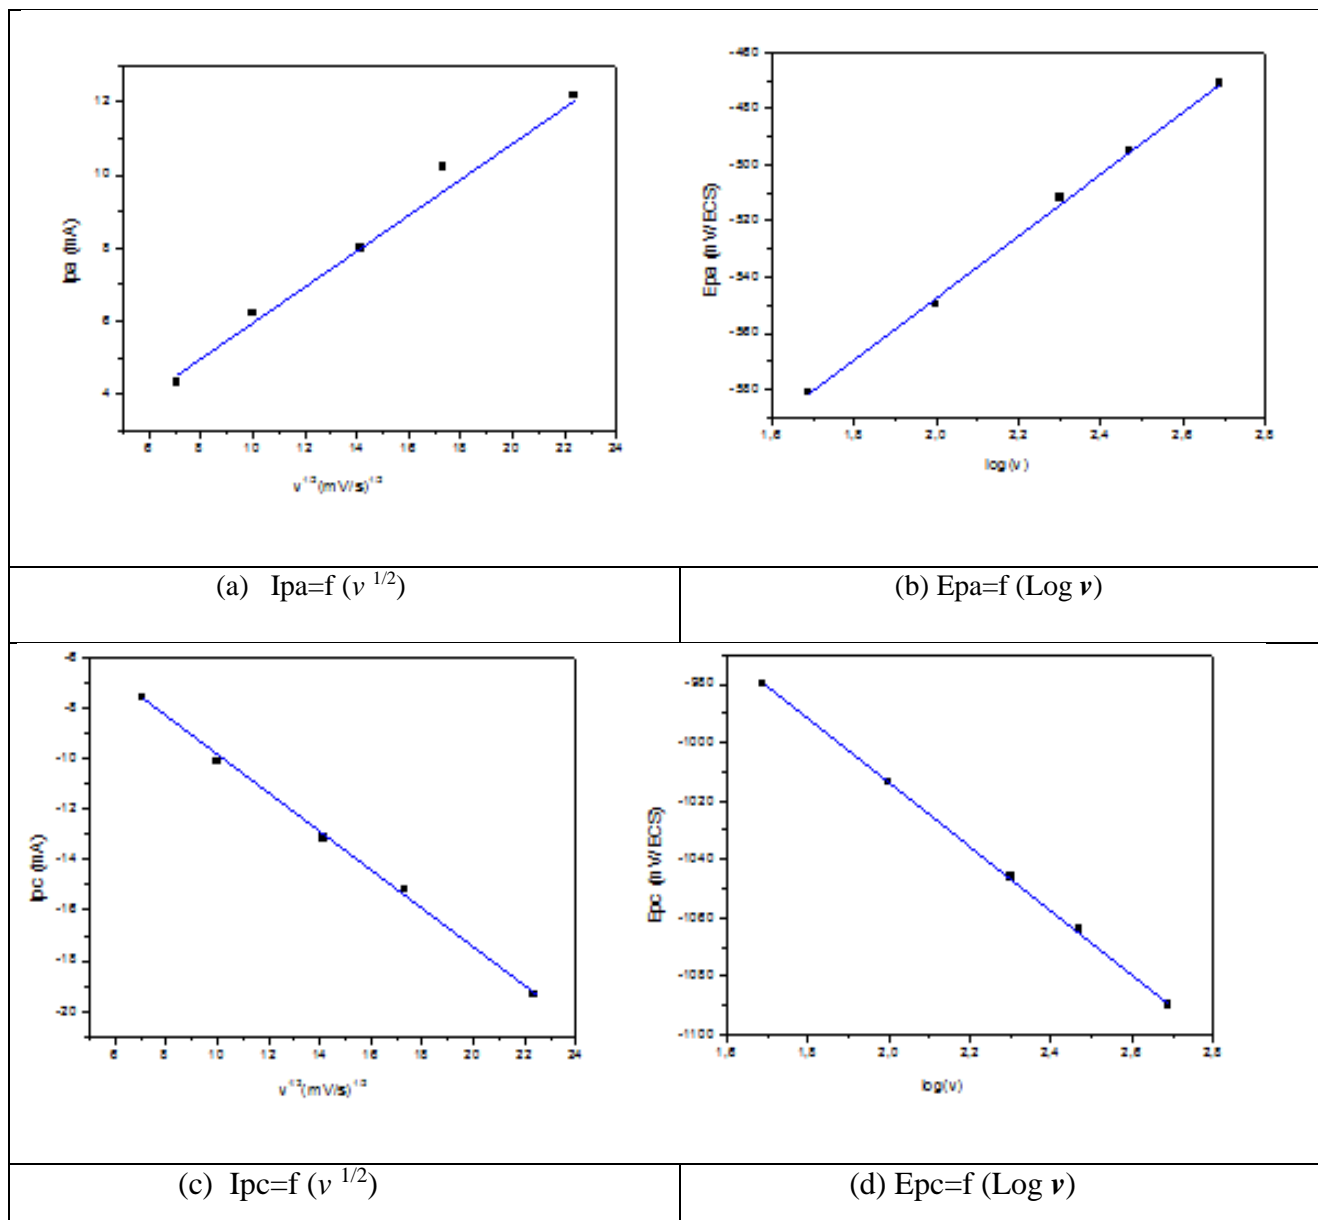 -460
-480
-500
-520
-540
-560
-580
Epa (mV/ECS)
1,6 1,8 2,0 2,2 2,4 2,6 2,8
log(v)
12
10
8
6
4
Ipa (mA)
6 8 10 12 14 16 18 20 22 24
v 1/2 (mV/s) 1/2
(a) Ipa=f (v 1/2)
(b) Epa=f (Log v)
-6
-8
-10
-12
-14
-16
-18
-20
Ipc (mA)
6 8 10 12 14 16 18 20 22 24
v 1/2 (mV/s) 1/2
-980
-1000
-1020
-1040
-1060
-1080
-1100
Epc (mV/ECS)
1,6 1,8 2,0 2,2 2,4 2,6 2,8
log(v)
(c) Ipc=f (v 1/2)
(d) Epc=f (Log v)